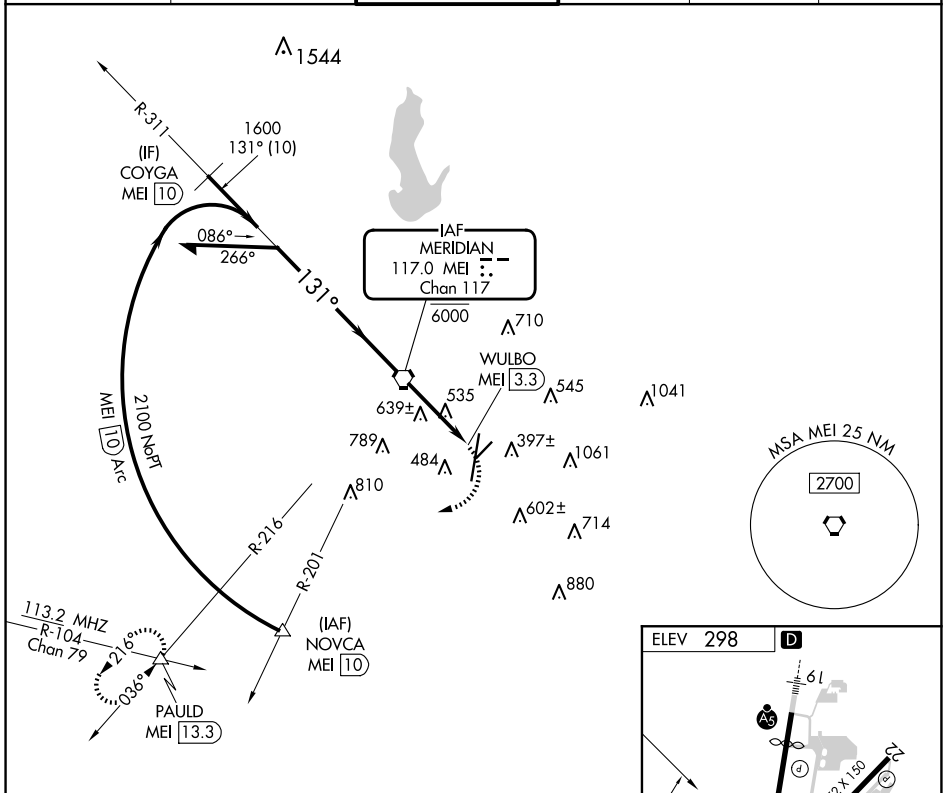 1544
R-311
1600
131° (10)
(IF)
COYGA
MEI 10
086°
266°
131°
IAF
MERIDIAN
117.0 MEI
Chan 117
6000
710
WULBO
MEI 3.3
535
545
1041
639±
789
484
397±
1061
810
602±
714
880
2100 NoPT
MEI 10 Arc
MSA MEI 25 NM
2700
R-216
R-201
113.2 MHZ
R-104
Chan 79
216°
036°
(IAF)
NOVCA
MEI 10
PAULD
MEI 13.3
ELEV 298 D
19
A5
P
22
X 150
P